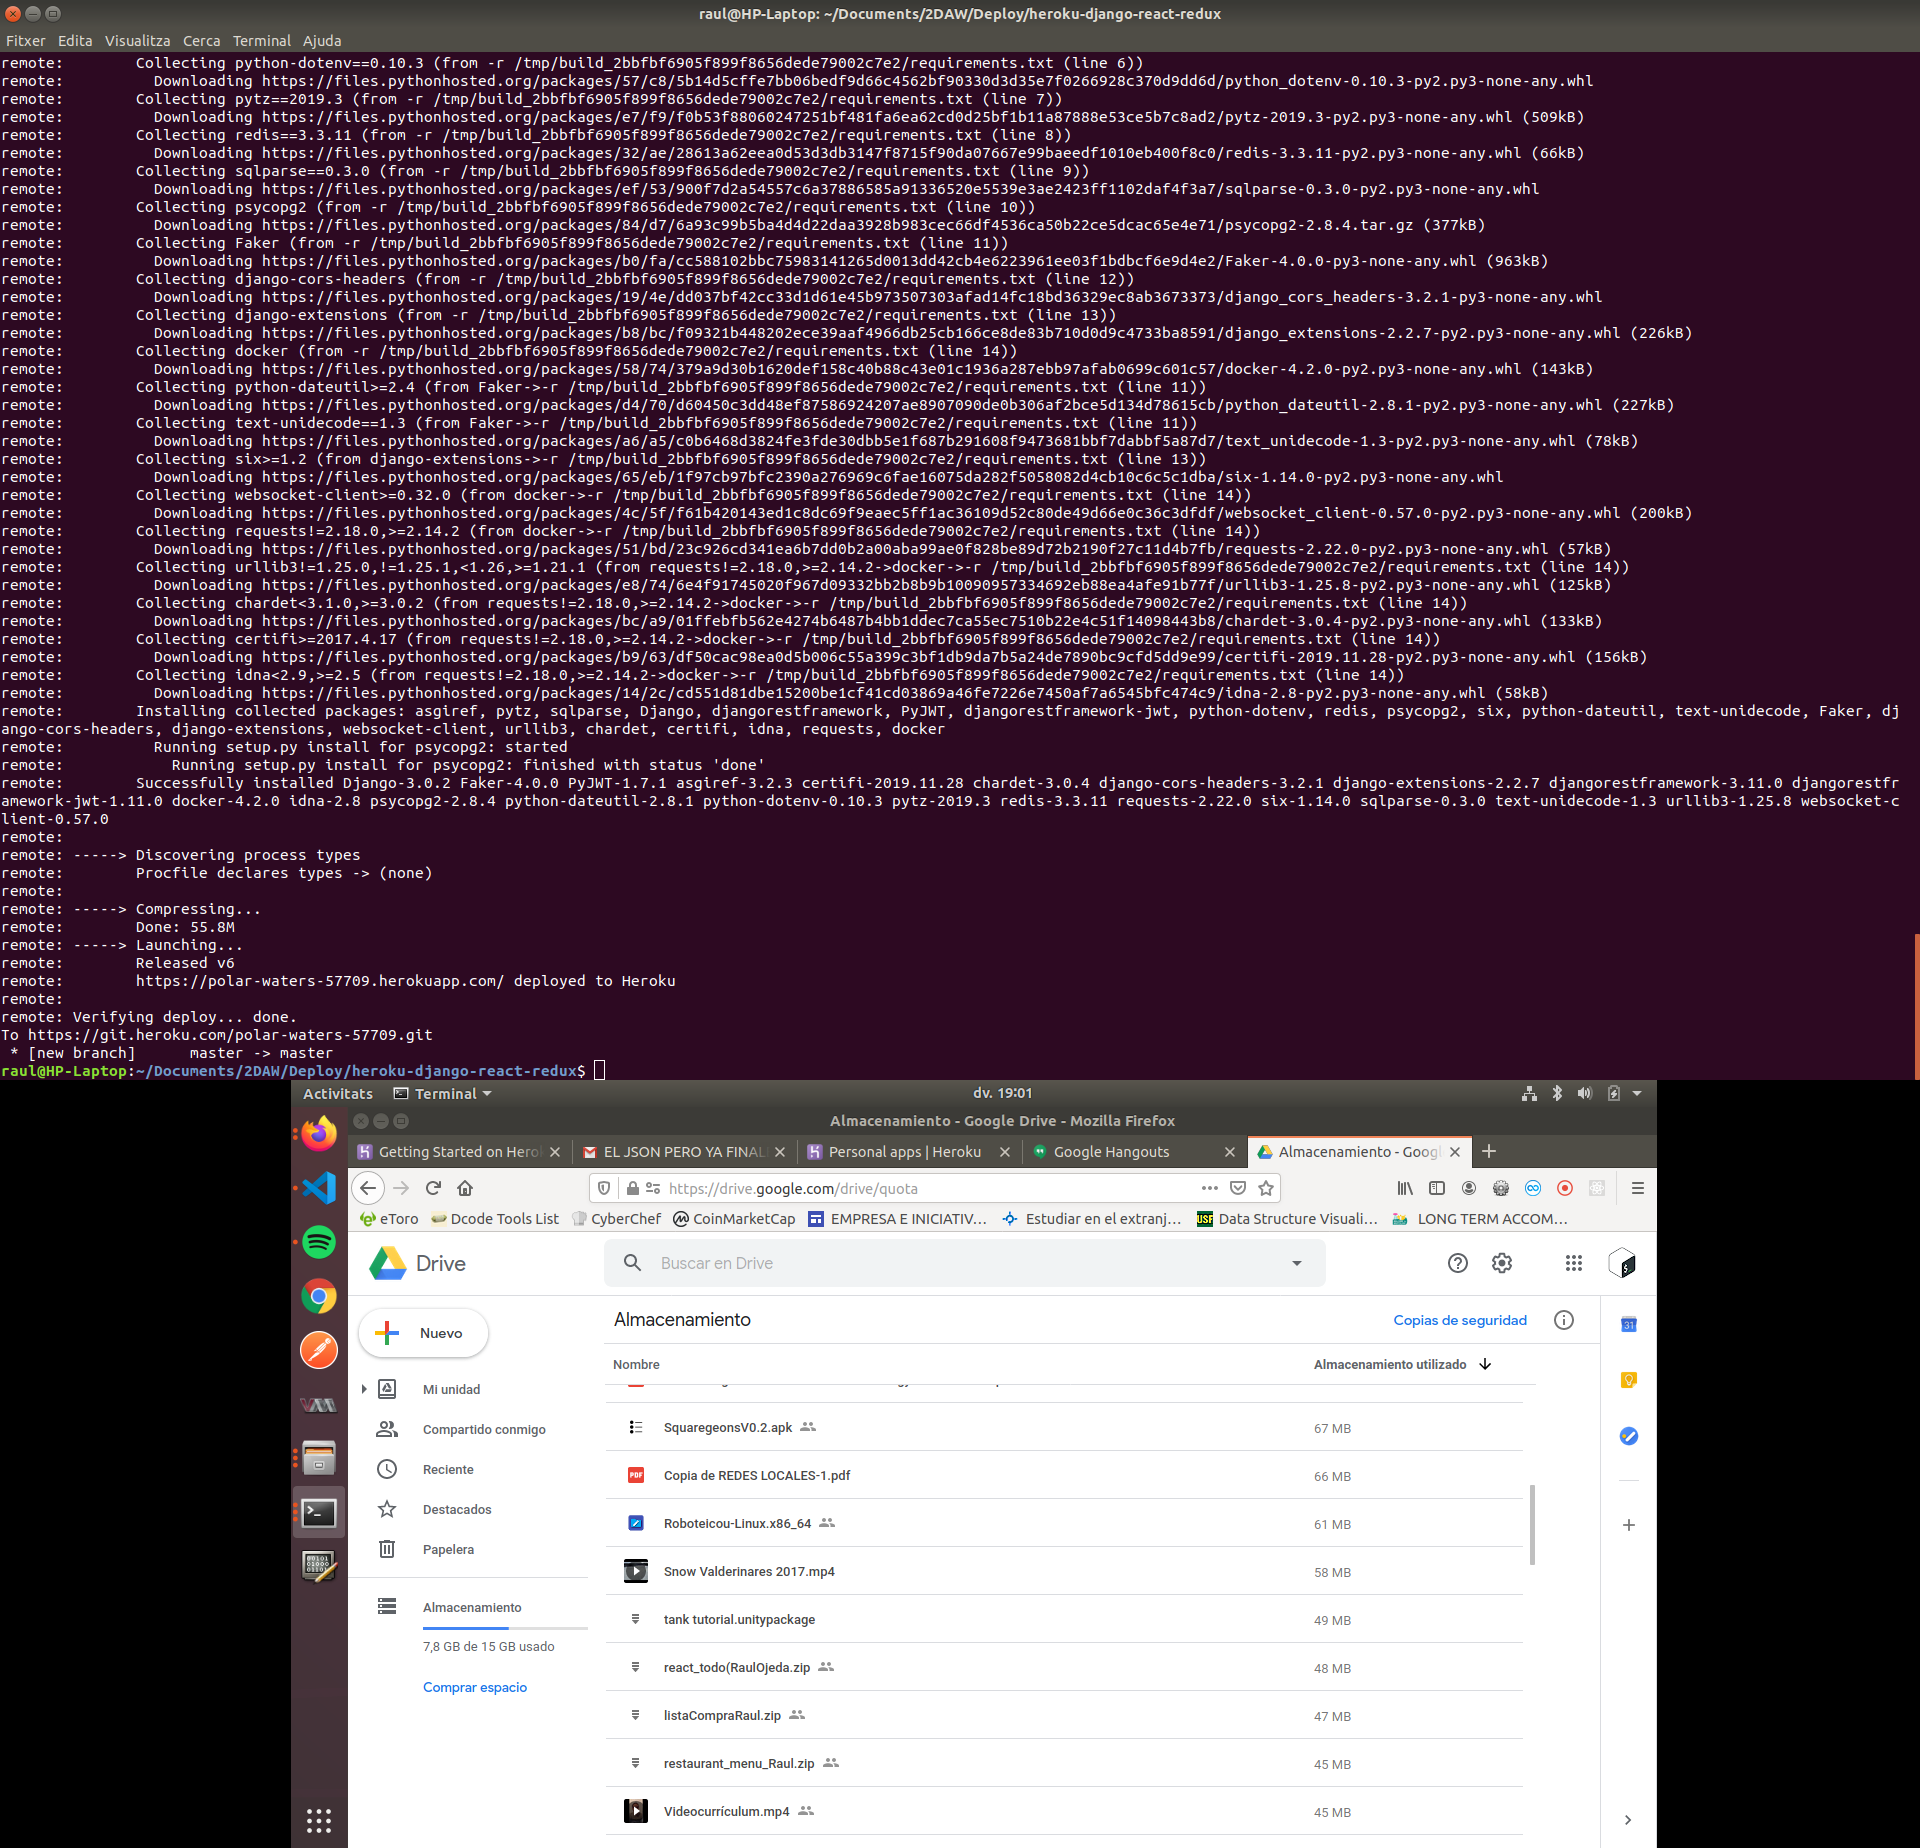 raul@HP-Laptop: ~/Documents/2DAW/Deploy/heroku-django-react-redux
Fitxer Edita Visualitza Cerca Terminal Ajuda
remote:        Collecting python-dotenv==0.10.3 (from -r /tmp/build_2bbfbf6905f899f8656dede79002c7e2/requirements.txt (line 6))
remote:          Downloading https://files.pythonhosted.org/packages/57/c8/5b14d5cffe7bb06bedf9d66c4562bf90330d3d35e7f0266928c370d9dd6d/python_dotenv-0.10.3-py2.py3-none-any.whl
remote:        Collecting pytz==2019.3 (from -r /tmp/build_2bbfbf6905f899f8656dede79002c7e2/requirements.txt (line 7))
remote:          Downloading https://files.pythonhosted.org/packages/e7/f9/f0b53f88060247251bf481fa6ea62cd0d25bf1b11a87888e53ce5b7c8ad2/pytz-2019.3-py2.py3-none-any.whl (509kB)
remote:        Collecting redis==3.3.11 (from -r /tmp/build_2bbfbf6905f899f8656dede79002c7e2/requirements.txt (line 8))
remote:          Downloading https://files.pythonhosted.org/packages/32/ae/28613a62eea0d53d3db3147f8715f90da07667e99baeedf1010eb400f8c0/redis-3.3.11-py2.py3-none-any.whl (66kB)
remote:        Collecting sqlparse==0.3.0 (from -r /tmp/build_2bbfbf6905f899f8656dede79002c7e2/requirements.txt (line 9))
remote:          Downloading https://files.pythonhosted.org/packages/ef/53/900f7d2a54557c6a37886585a91336520e5539e3ae2423ff1102daf4f3a7/sqlparse-0.3.0-py2.py3-none-any.whl
remote:        Collecting psycopg2 (from -r /tmp/build_2bbfbf6905f899f8656dede79002c7e2/requirements.txt (line 10))
remote:          Downloading https://files.pythonhosted.org/packages/84/d7/6a93c99b5ba4d4d22daa3928b983cec66df4536ca50b22ce5dcac65e4e71/psycopg2-2.8.4.tar.gz (377kB)
remote:        Collecting Faker (from -r /tmp/build_2bbfbf6905f899f8656dede79002c7e2/requirements.txt (line 11))
remote:          Downloading https://files.pythonhosted.org/packages/b0/fa/cc588102bbc75983141265d0013dd42cb4e6223961ee03f1bdbcf6e9d4e2/Faker-4.0.0-py3-none-any.whl (963kB)
remote:        Collecting django-cors-headers (from -r /tmp/build_2bbfbf6905f899f8656dede79002c7e2/requirements.txt (line 12))
remote:          Downloading https://files.pythonhosted.org/packages/19/4e/dd037bf42cc33d1d61e45b973507303afad14fc18bd36329ec8ab3673373/django_cors_headers-3.2.1-py3-none-any.whl
remote:        Collecting django-extensions (from -r /tmp/build_2bbfbf6905f899f8656dede79002c7e2/requirements.txt (line 13))
remote:          Downloading https://files.pythonhosted.org/packages/b8/bc/f09321b448202ece39aaf4966db25cb166ce8de83b710d0d9c4733ba8591/django_extensions-2.2.7-py2.py3-none-any.whl (226kB)
remote:        Collecting docker (from -r /tmp/build_2bbfbf6905f899f8656dede79002c7e2/requirements.txt (line 14))
remote:          Downloading https://files.pythonhosted.org/packages/58/74/379a9d30b1620def158c40b88c43e01c1936a287ebb97afab0699c601c57/docker-4.2.0-py2.py3-none-any.whl (143kB)
remote:        Collecting python-dateutil>=2.4 (from Faker->-r /tmp/build_2bbfbf6905f899f8656dede79002c7e2/requirements.txt (line 11))
remote:          Downloading https://files.pythonhosted.org/packages/d4/70/d60450c3dd48ef87586924207ae8907090de0b306af2bce5d134d78615cb/python_dateutil-2.8.1-py2.py3-none-any.whl (227kB)
remote:        Collecting text-unidecode==1.3 (from Faker->-r /tmp/build_2bbfbf6905f899f8656dede79002c7e2/requirements.txt (line 11))
remote:          Downloading https://files.pythonhosted.org/packages/a6/a5/c0b6468d3824fe3fde30dbb5e1f687b291608f9473681bbf7dabbf5a87d7/text_unidecode-1.3-py2.py3-none-any.whl (78kB)
remote:        Collecting six>=1.2 (from django-extensions->-r /tmp/build_2bbfbf6905f899f8656dede79002c7e2/requirements.txt (line 13))
remote:          Downloading https://files.pythonhosted.org/packages/65/eb/1f97cb97bfc2390a276969c6fae16075da282f5058082d4cb10c6c5c1dba/six-1.14.0-py2.py3-none-any.whl
remote:        Collecting websocket-client>=0.32.0 (from docker->-r /tmp/build_2bbfbf6905f899f8656dede79002c7e2/requirements.txt (line 14))
remote:          Downloading https://files.pythonhosted.org/packages/4c/5f/f61b420143ed1c8dc69f9eaec5ff1ac36109d52c80de49d66e0c36c3dfdf/websocket_client-0.57.0-py2.py3-none-any.whl (200kB)
remote:        Collecting requests!=2.18.0,>=2.14.2 (from docker->-r /tmp/build_2bbfbf6905f899f8656dede79002c7e2/requirements.txt (line 14))
remote:          Downloading https://files.pythonhosted.org/packages/51/bd/23c926cd341ea6b7dd0b2a00aba99ae0f828be89d72b2190f27c11d4b7fb/requests-2.22.0-py2.py3-none-any.whl (57kB)
remote:        Collecting urllib3!=1.25.0,!=1.25.1,<1.26,>=1.21.1 (from requests!=2.18.0,>=2.14.2->docker->-r /tmp/build_2bbfbf6905f899f8656dede79002c7e2/requirements.txt (line 14))
remote:          Downloading https://files.pythonhosted.org/packages/e8/74/6e4f91745020f967d09332bb2b8b9b10090957334692eb88ea4afe91b77f/urllib3-1.25.8-py2.py3-none-any.whl (125kB)
remote:        Collecting chardet<3.1.0,>=3.0.2 (from requests!=2.18.0,>=2.14.2->docker->-r /tmp/build_2bbfbf6905f899f8656dede79002c7e2/requirements.txt (line 14))
remote:          Downloading https://files.pythonhosted.org/packages/bc/a9/01ffebfb562e4274b6487b4bb1ddec7ca55ec7510b22e4c51f14098443b8/chardet-3.0.4-py2.py3-none-any.whl (133kB)
remote:        Collecting certifi>=2017.4.17 (from requests!=2.18.0,>=2.14.2->docker->-r /tmp/build_2bbfbf6905f899f8656dede79002c7e2/requirements.txt (line 14))
remote:          Downloading https://files.pythonhosted.org/packages/b9/63/df50cac98ea0d5b006c55a399c3bf1db9da7b5a24de7890bc9cfd5dd9e99/certifi-2019.11.28-py2.py3-none-any.whl (156kB)
remote:        Collecting idna<2.9,>=2.5 (from requests!=2.18.0,>=2.14.2->docker->-r /tmp/build_2bbfbf6905f899f8656dede79002c7e2/requirements.txt (line 14))
remote:          Downloading https://files.pythonhosted.org/packages/14/2c/cd551d81dbe15200be1cf41cd03869a46fe7226e7450af7a6545bfc474c9/idna-2.8-py2.py3-none-any.whl (58kB)
remote:        Installing collected packages: asgiref, pytz, sqlparse, Django, djangorestframework, PyJWT, djangorestframework-jwt, python-dotenv, redis, psycopg2, six, python-dateutil, text-unidecode, Faker, dj
ango-cors-headers, django-extensions, websocket-client, urllib3, chardet, certifi, idna, requests, docker
remote:          Running setup.py install for psycopg2: started
remote:            Running setup.py install for psycopg2: finished with status 'done'
remote:        Successfully installed Django-3.0.2 Faker-4.0.0 PyJWT-1.7.1 asgiref-3.2.3 certifi-2019.11.28 chardet-3.0.4 django-cors-headers-3.2.1 django-extensions-2.2.7 djangorestframework-3.11.0 djangorestfr
amework-jwt-1.11.0 docker-4.2.0 idna-2.8 psycopg2-2.8.4 python-dateutil-2.8.1 python-dotenv-0.10.3 pytz-2019.3 redis-3.3.11 requests-2.22.0 six-1.14.0 sqlparse-0.3.0 text-unidecode-1.3 urllib3-1.25.8 websocket-c
lient-0.57.0
remote:
remote: -----> Discovering process types
remote:        Procfile declares types -> (none)
remote:
remote: -----> Compressing...
remote:        Done: 55.8M
remote: -----> Launching...
remote:        Released v6
remote:        https://polar-waters-57709.herokuapp.com/ deployed to Heroku
remote:
remote: Verifying deploy... done.
To https://git.heroku.com/polar-waters-57709.git
 * [new branch]      master -> master
raul@HP-Laptop:~/Documents/2DAW/Deploy/heroku-django-react-redux$
Activitats Terminal dv. 19:01
Almacenamiento - Google Drive - Mozilla Firefox
Getting Started on Hero EL JSON PERO YA FINAL Personal apps | Heroku Google Hangouts Almacenamiento - Googl
https://drive.google.com/drive/quota
eToro Dcode Tools List CyberChef CoinMarketCap EMPRESA E INICIATIV… Estudiar en el extranj… USF Data Structure Visuali… LONG TERM ACCOM…
Drive Buscar en Drive
Nuevo
Almacenamiento Copias de seguridad
31
Nombre Almacenamiento utilizado
Mi unidad
Compartido conmigo
Reciente
Destacados
Papelera
Almacenamiento
7,8 GB de 15 GB usado
Comprar espacio
SquaregeonsV0.2.apk 67 MB
PDF Copia de REDES LOCALES-1.pdf 66 MB
Roboteicou-Linux.x86_64 61 MB
Snow Valderinares 2017.mp4 58 MB
tank tutorial.unitypackage 49 MB
react_todo(RaulOjeda.zip 48 MB
listaCompraRaul.zip 47 MB
restaurant_menu_Raul.zip 45 MB
Videocurrículum.mp4 45 MB